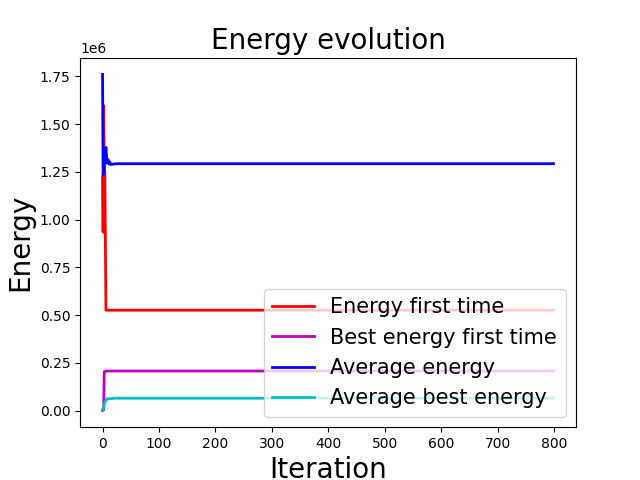 Energy evolution
1e6
1.75
1.50
1.25
1.00
0.75
0.50
0.25
0.00
Energy
Energy first time
Best energy first time
Average energy
Average best energy
0 100 200 300 400 500 600 700 800
Iteration